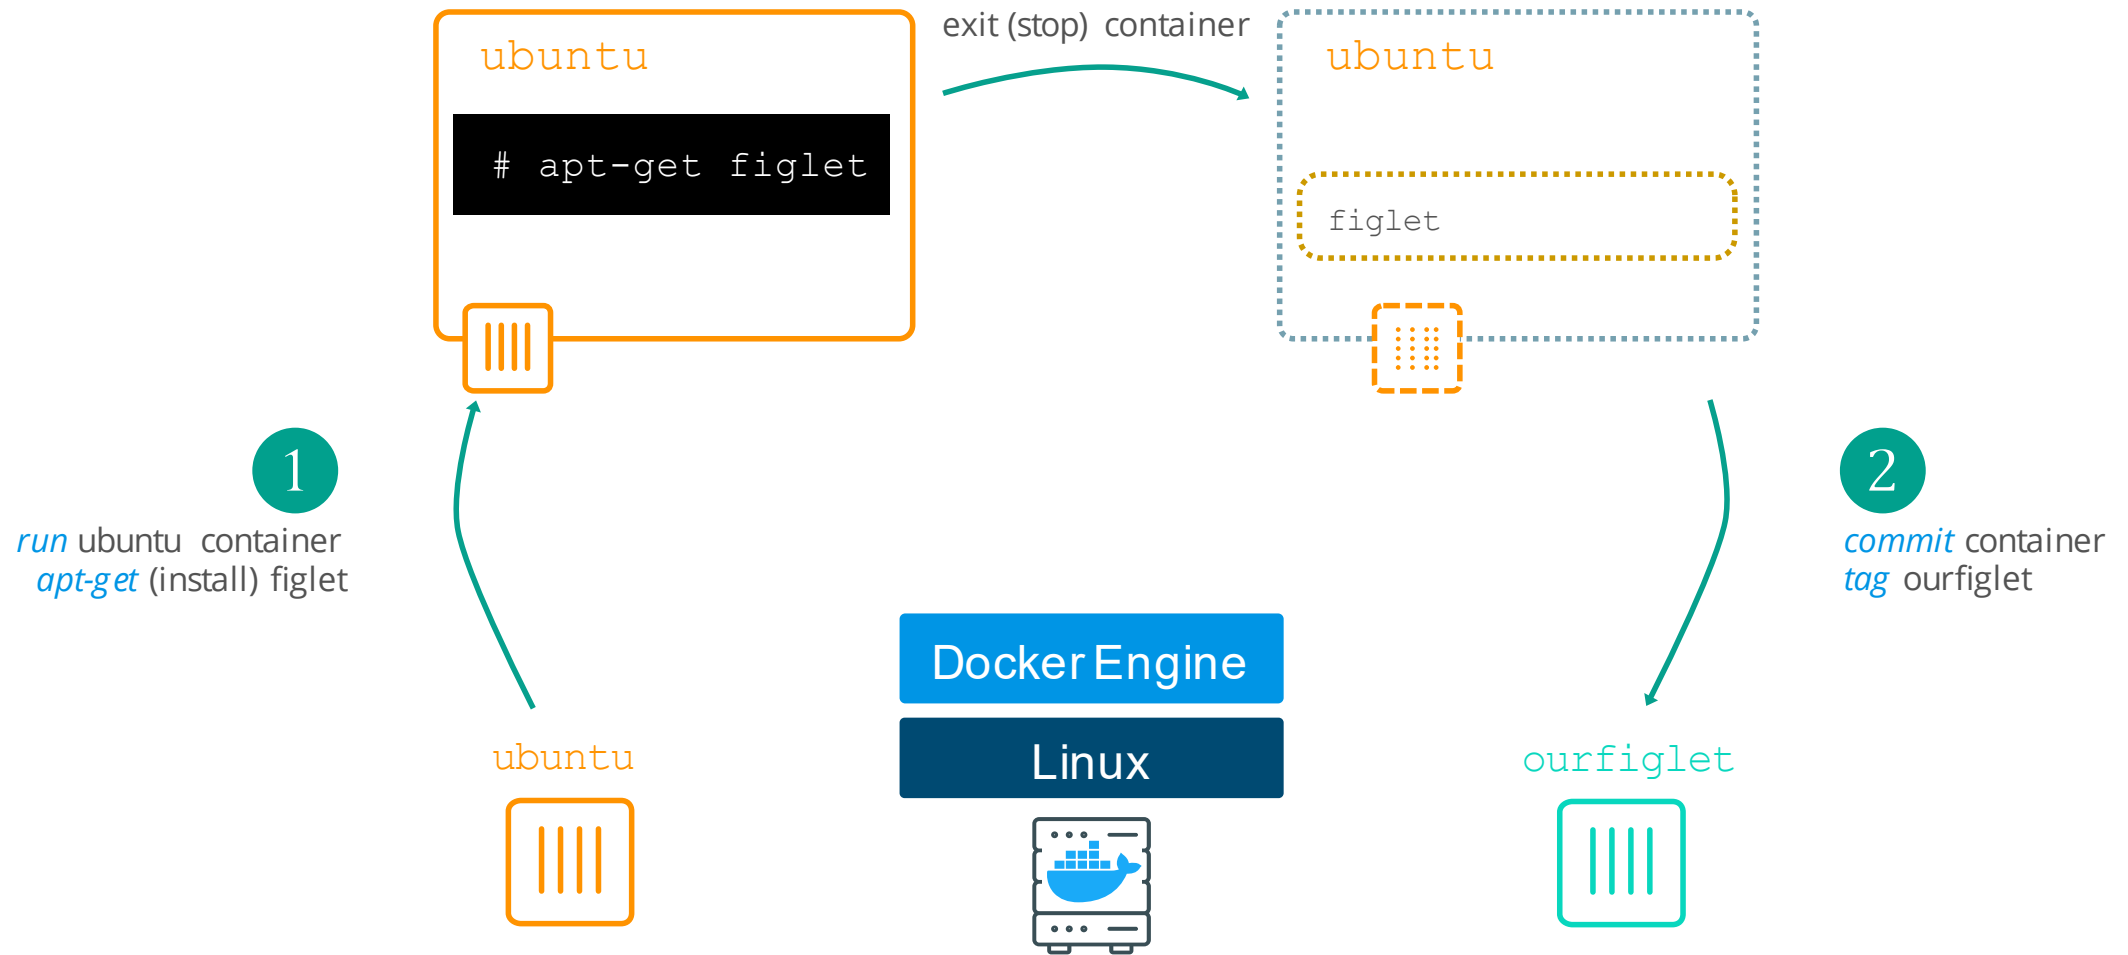 exit (stop) container
ubuntu
# apt-get figlet
ubuntu
figlet
1
run ubuntu container
apt-get (install) figlet
2
commit container
tag ourfiglet
Docker Engine
Linux
ubuntu
ourfiglet